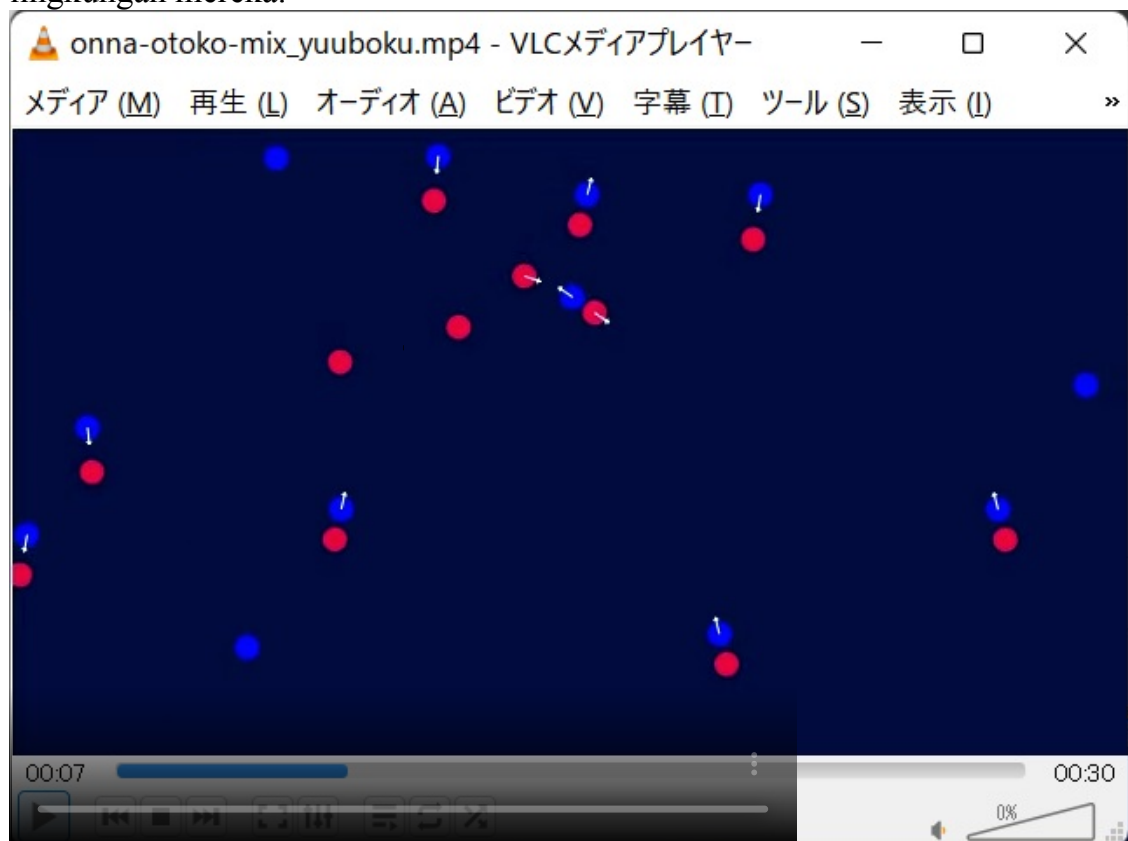 lingkungan mereka.
onna-otoko-mix_yuuboku.mp4 - VLCメディアプレイヤー
メディア (M) 再生 (L) オーディオ (A) ビデオ (V) 字幕 (T) ツール (S) 表示 (I) »
00:07 00:30
0%